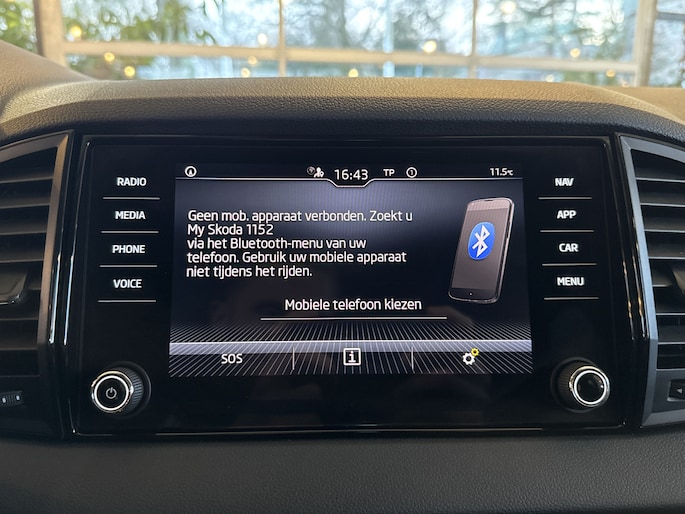 16:43 TP 1 11.5℃
RADIO
MEDIA
PHONE
VOICE
Geen mob. apparaat verbonden. Zoekt u
My Skoda 1152
via het Bluetooth-menu van uw
telefoon. Gebruik uw mobiele apparaat
niet tijdens het rijden.
Mobiele telefoon kiezen
SOS i
NAV
APP
CAR
MENU